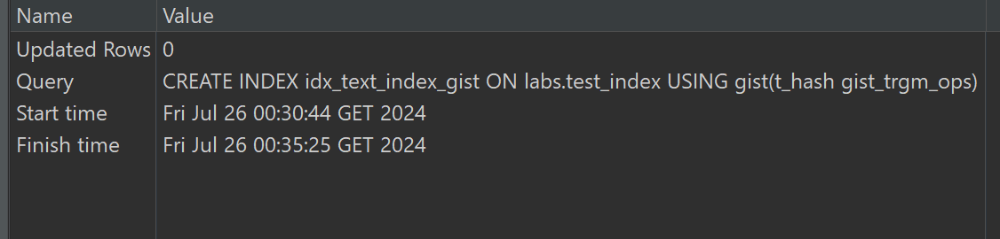 Name Value
Updated Rows 0
Query CREATE INDEX idx_text_index_gist ON labs.test_index USING gist(t_hash gist_trgm_ops)
Start time Fri Jul 26 00:30:44 GET 2024
Finish time Fri Jul 26 00:35:25 GET 2024